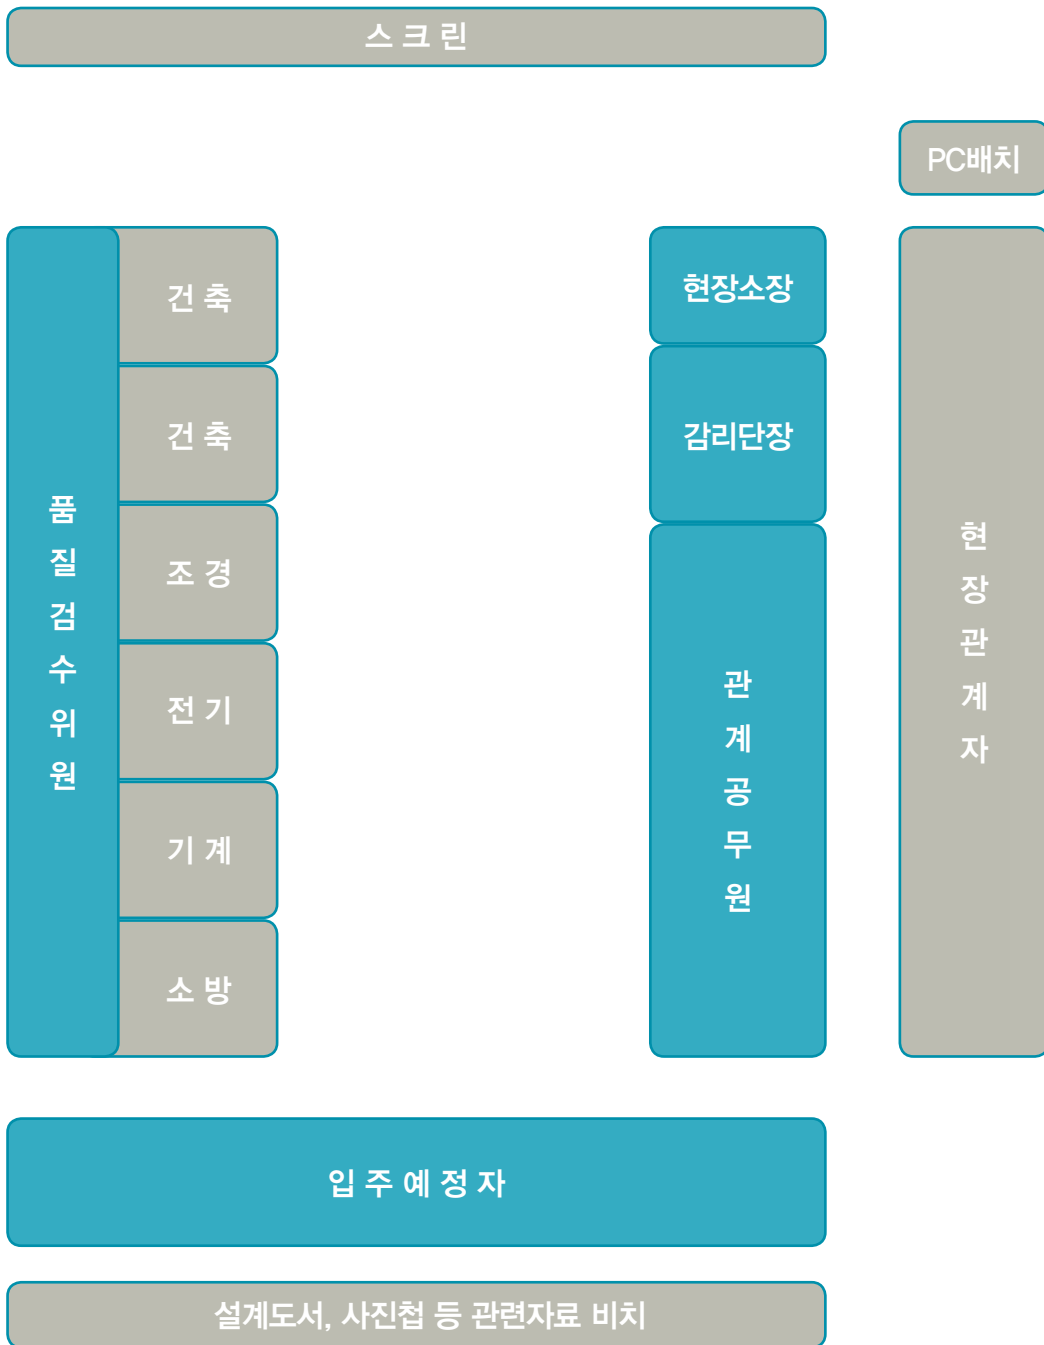 스 크 린
PC배치
품질검수위원
건 축
건 축
조 경
전 기
기 계
소 방
현장소장
감리단장
관계공무원
현장관계자
입 주 예 정 자
설계도서, 사진첩 등 관련자료 비치